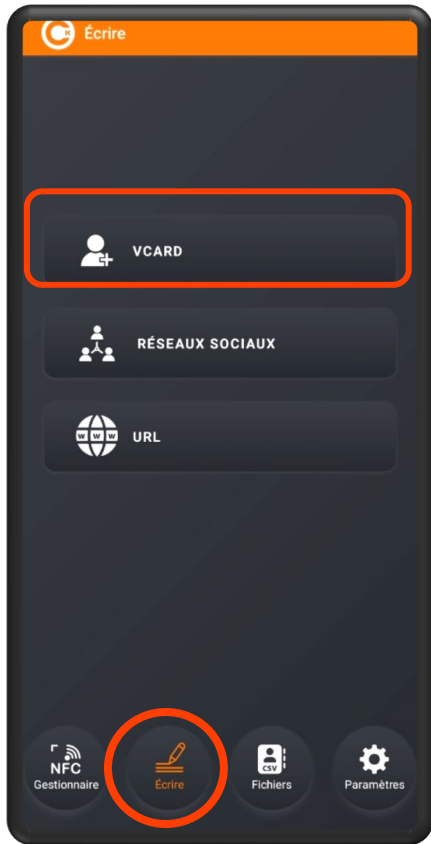 Écrire
VCARD
RÉSEAUX SOCIAUX
W W W
URL
NFC
Gestionnaire
Écrire
CSV
Fichiers
Paramètres